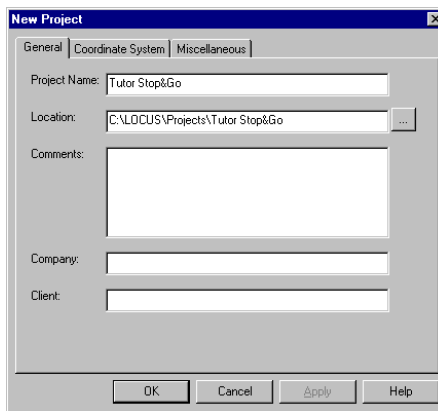 New Project
General Coordinate System Miscellaneous
Project Name: Tutor Stop&Go
Location: C:\LOCUS\Projects\Tutor Stop&Go ...
Comments:
Company:
Client:
OK Cancel Apply Help